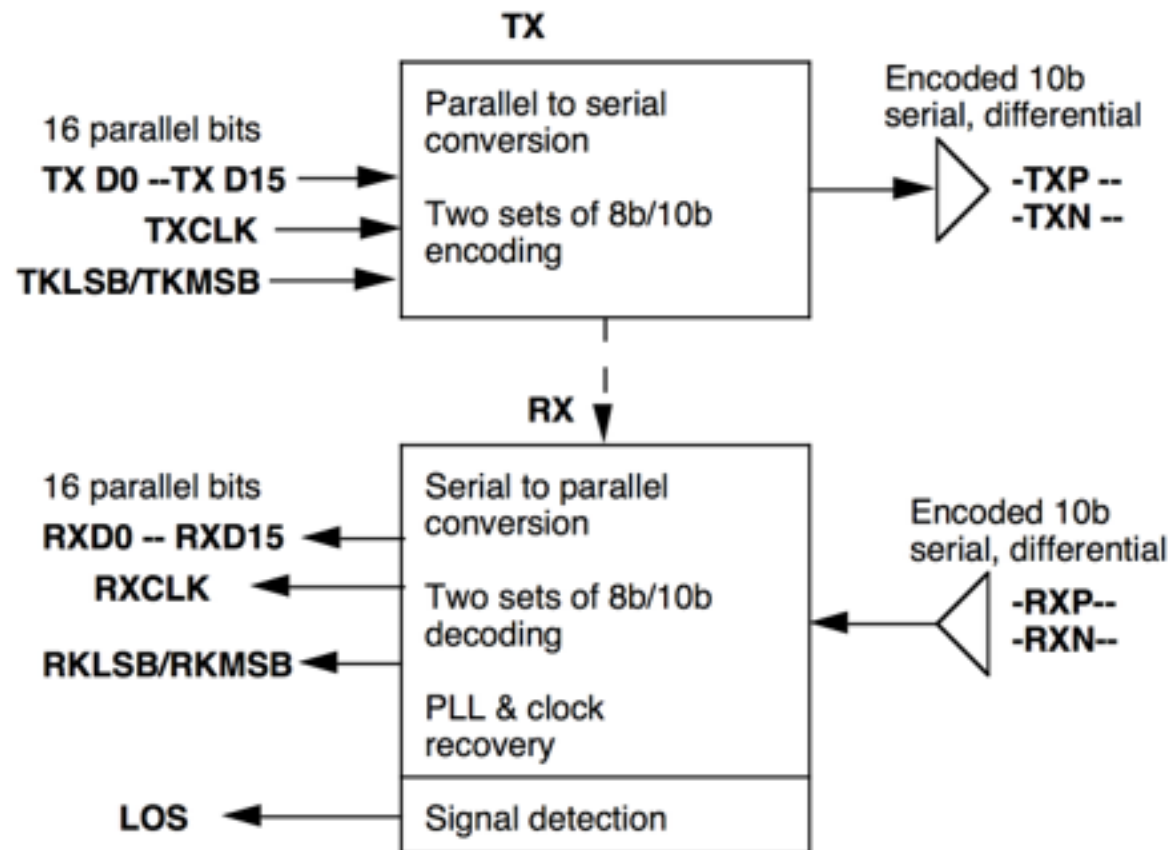 TX
16 parallel bits
TX D0 --TX D15
TXCLK
TKLSB/TKMSB
Parallel to serial
conversion
Two sets of 8b/10b
encoding
Encoded 10b
serial, differential
-TXP --
-TXN --
RX
16 parallel bits
RXD0 -- RXD15
RXCLK
RKLSB/RKMSB
LOS
Serial to parallel
conversion
Two sets of 8b/10b
decoding
PLL & clock
recovery
Signal detection
Encoded 10b
serial, differential
-RXP--
-RXN--